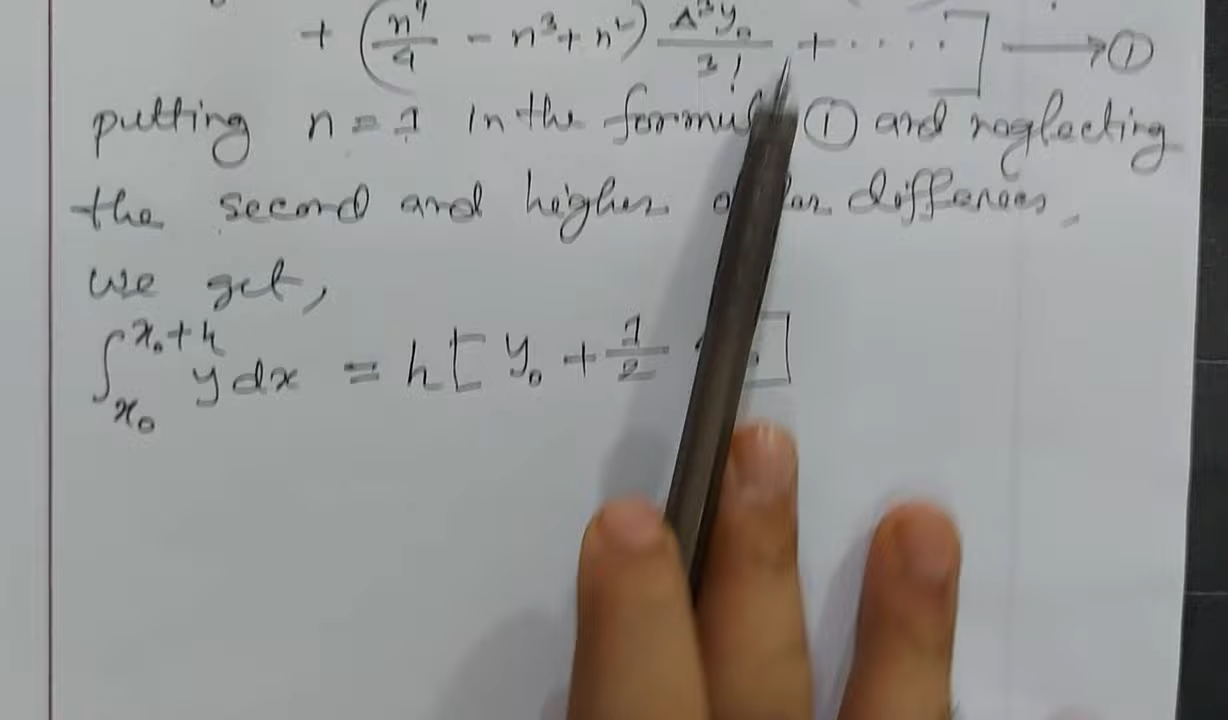 + (n⁴/4 − n³ + n²) Δ³y₀/3! + ····] → ①
putting n = 1 in the formul ① and neglecting
the second and higher differences,
we get,
∫ₓ₀^(x₀+h) y dx = h[y₀ + 1/2 ]